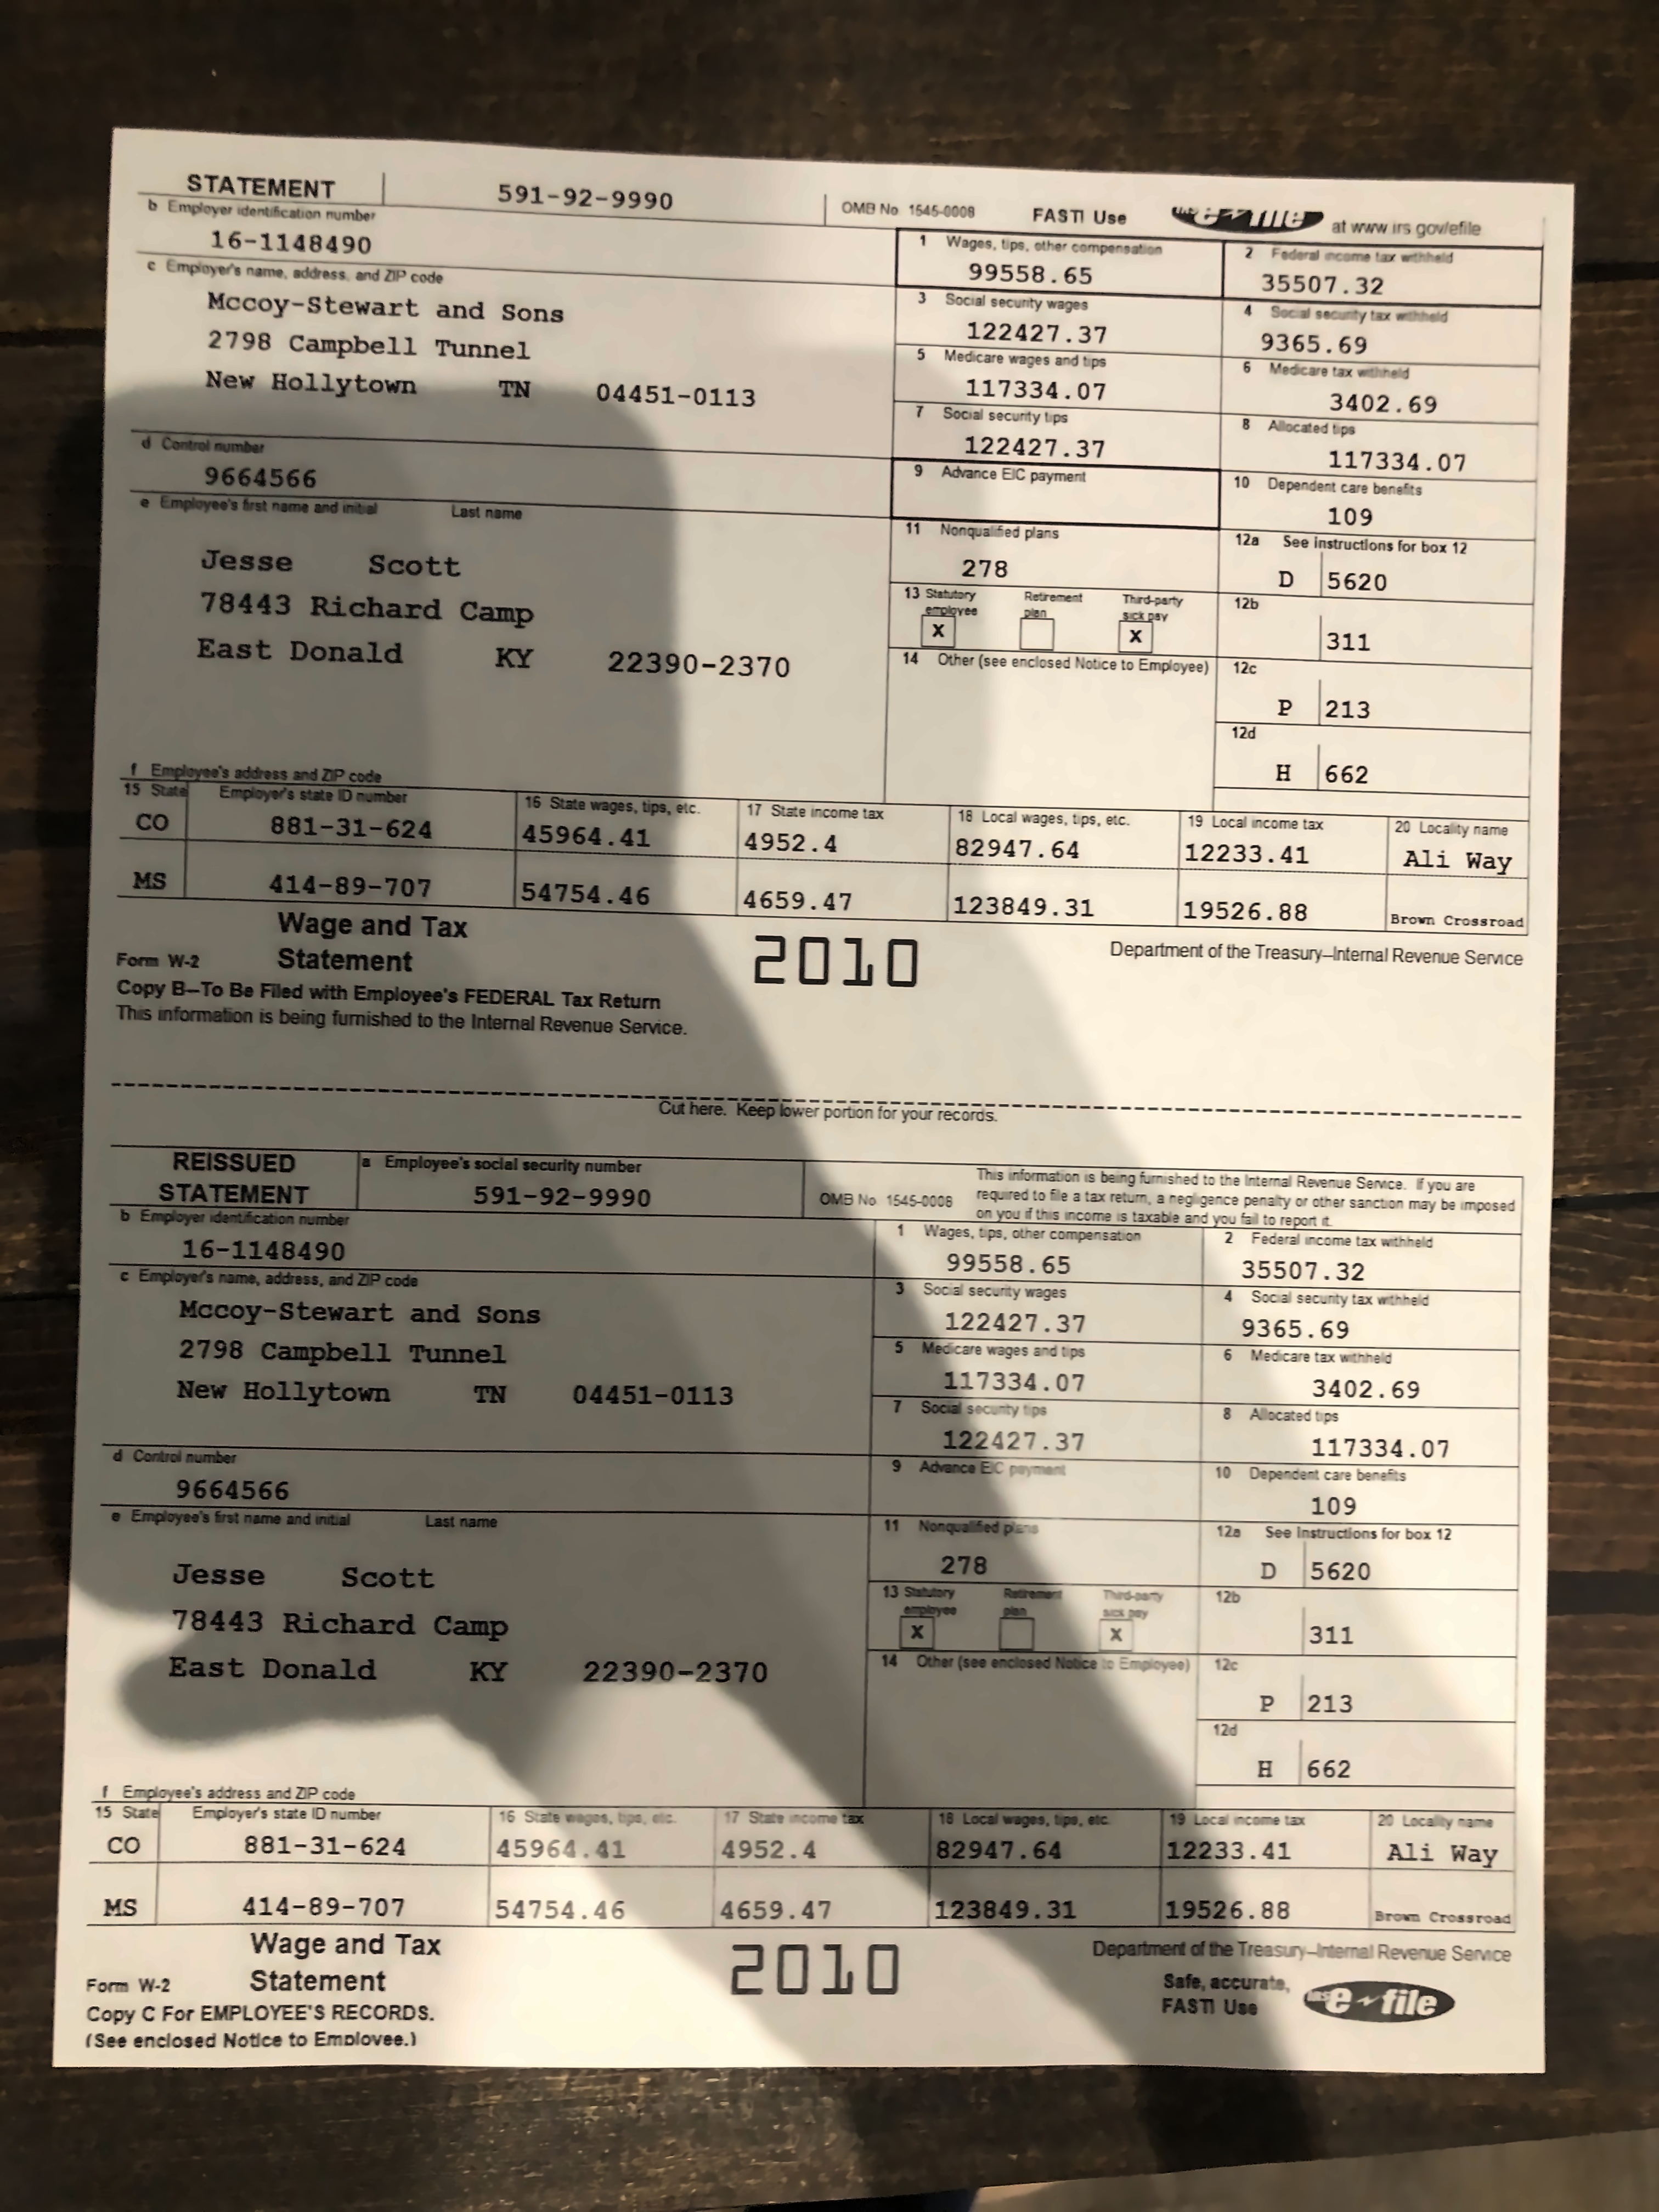 STATEMENT 591-92-9990 OMB No 1545-0008 FAST! Use e~file at www irs gov/efile
b Employer identification number
16-1148490
1 Wages, tips, other compensation 2 Federal income tax withheld
99558.65 35507.32
c Employer's name, address, and ZIP code
3 Social security wages 4 Social security tax withheld
122427.37 9365.69
Mccoy-Stewart and Sons
2798 Campbell Tunnel
5 Medicare wages and tips 6 Medicare tax withheld
117334.07 3402.69
New Hollytown TN 04451-0113
7 Social security tips 8 Allocated tips
122427.37 117334.07
d Control number
9664566
9 Advance EIC payment 10 Dependent care benefits
109
e Employee's first name and initial Last name
11 Nonqualified plans 12a See instructions for box 12
278 D 5620
Jesse Scott
78443 Richard Camp
East Donald KY 22390-2370
13 Statutory employee Retirement plan Third-party sick pay 12b
X X 311
14 Other (see enclosed Notice to Employee) 12c
P 213
12d
H 662
f Employee's address and ZIP code
15 State Employer's state ID number 16 State wages, tips, etc. 17 State income tax 18 Local wages, tips, etc. 19 Local income tax 20 Locality name
CO 881-31-624 45964.41 4952.4 82947.64 12233.41 Ali Way
MS 414-89-707 54754.46 4659.47 123849.31 19526.88 Brown Crossroad
Wage and Tax
Form W-2 Statement 2010 Department of the Treasury–Internal Revenue Service
Copy B–To Be Filed with Employee's FEDERAL Tax Return
This information is being furnished to the Internal Revenue Service.
Cut here. Keep lower portion for your records.
REISSUED a Employee's social security number
STATEMENT 591-92-9990 OMB No 1545-0008
This information is being furnished to the Internal Revenue Service. If you are
required to file a tax return, a negligence penalty or other sanction may be imposed
on you if this income is taxable and you fail to report it.
b Employer identification number
16-1148490
1 Wages, tips, other compensation 2 Federal income tax withheld
99558.65 35507.32
c Employer's name, address, and ZIP code
3 Social security wages 4 Social security tax withheld
122427.37 9365.69
Mccoy-Stewart and Sons
2798 Campbell Tunnel
5 Medicare wages and tips 6 Medicare tax withheld
117334.07 3402.69
New Hollytown TN 04451-0113
7 Social security tips 8 Allocated tips
122427.37 117334.07
d Control number
9664566
9 Advance EIC payment 10 Dependent care benefits
109
e Employee's first name and initial Last name
11 Nonqualified plans 12a See Instructions for box 12
278 D 5620
Jesse Scott
78443 Richard Camp
East Donald KY 22390-2370
13 Statutory employee Retirement plan Third-party sick pay 12b
X X 311
14 Other (see enclosed Notice to Employee) 12c
P 213
12d
H 662
f Employee's address and ZIP code
15 State Employer's state ID number 16 State wages, tips, etc. 17 State income tax 18 Local wages, tips, etc. 19 Local income tax 20 Locality name
CO 881-31-624 45964.41 4952.4 82947.64 12233.41 Ali Way
MS 414-89-707 54754.46 4659.47 123849.31 19526.88 Brown Crossroad
Wage and Tax
Form W-2 Statement 2010 Department of the Treasury–Internal Revenue Service
Copy C For EMPLOYEE'S RECORDS.
(See enclosed Notice to Employee.)
Safe, accurate,
FAST! Use IRS e~file